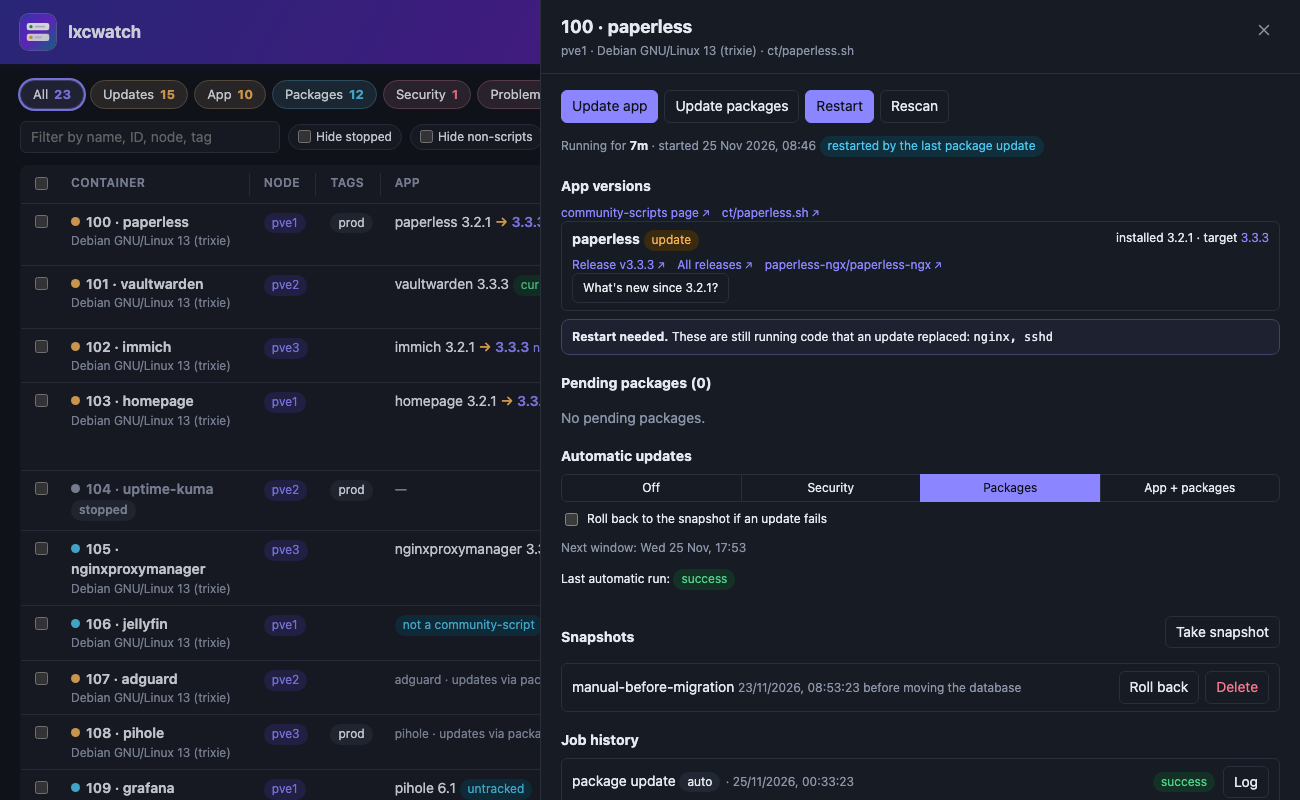 lxcwatch
All 23
Updates 15
App 10
Packages 12
Security 1
Problem
Filter by name, ID, node, tag
Hide stopped
Hide non-scripts
CONTAINER NODE TAGS APP
100 · paperless pve1 prod paperless 3.2.1 → 3.3.3
Debian GNU/Linux 13 (trixie)
101 · vaultwarden pve2 vaultwarden 3.3.3 cur
Debian GNU/Linux 13 (trixie)
102 · immich pve3 immich 3.2.1 → 3.3.3 n
Debian GNU/Linux 13 (trixie)
103 · homepage pve1 homepage 3.2.1 → 3.3.
Debian GNU/Linux 13 (trixie)
104 · uptime-kuma pve2 prod —
stopped
105 · pve3 nginxproxymanager 3.3
nginxproxymanager
Debian GNU/Linux 13 (trixie)
106 · jellyfin pve1 not a community-script
Debian GNU/Linux 13 (trixie)
107 · adguard pve2 adguard · updates via pac
Debian GNU/Linux 13 (trixie)
108 · pihole pve3 prod pihole · updates via packa
Debian GNU/Linux 13 (trixie)
109 · grafana pve1 pihole 6.1 untracked
100 · paperless
pve1 · Debian GNU/Linux 13 (trixie) · ct/paperless.sh
Update app
Update packages
Restart
Rescan
Running for 7m · started 25 Nov 2026, 08:46 restarted by the last package update
App versions
community-scripts page ↗ ct/paperless.sh ↗
paperless update installed 3.2.1 · target 3.3.3
Release v3.3.3 ↗ All releases ↗ paperless-ngx/paperless-ngx ↗
What's new since 3.2.1?
Restart needed. These are still running code that an update replaced: nginx, sshd
Pending packages (0)
No pending packages.
Automatic updates
Off Security Packages App + packages
Roll back to the snapshot if an update fails
Next window: Wed 25 Nov, 17:53
Last automatic run: success
Snapshots Take snapshot
manual-before-migration 23/11/2026, 08:53:23 before moving the database Roll back Delete
Job history
package update auto · 25/11/2026, 00:33:23 success Log